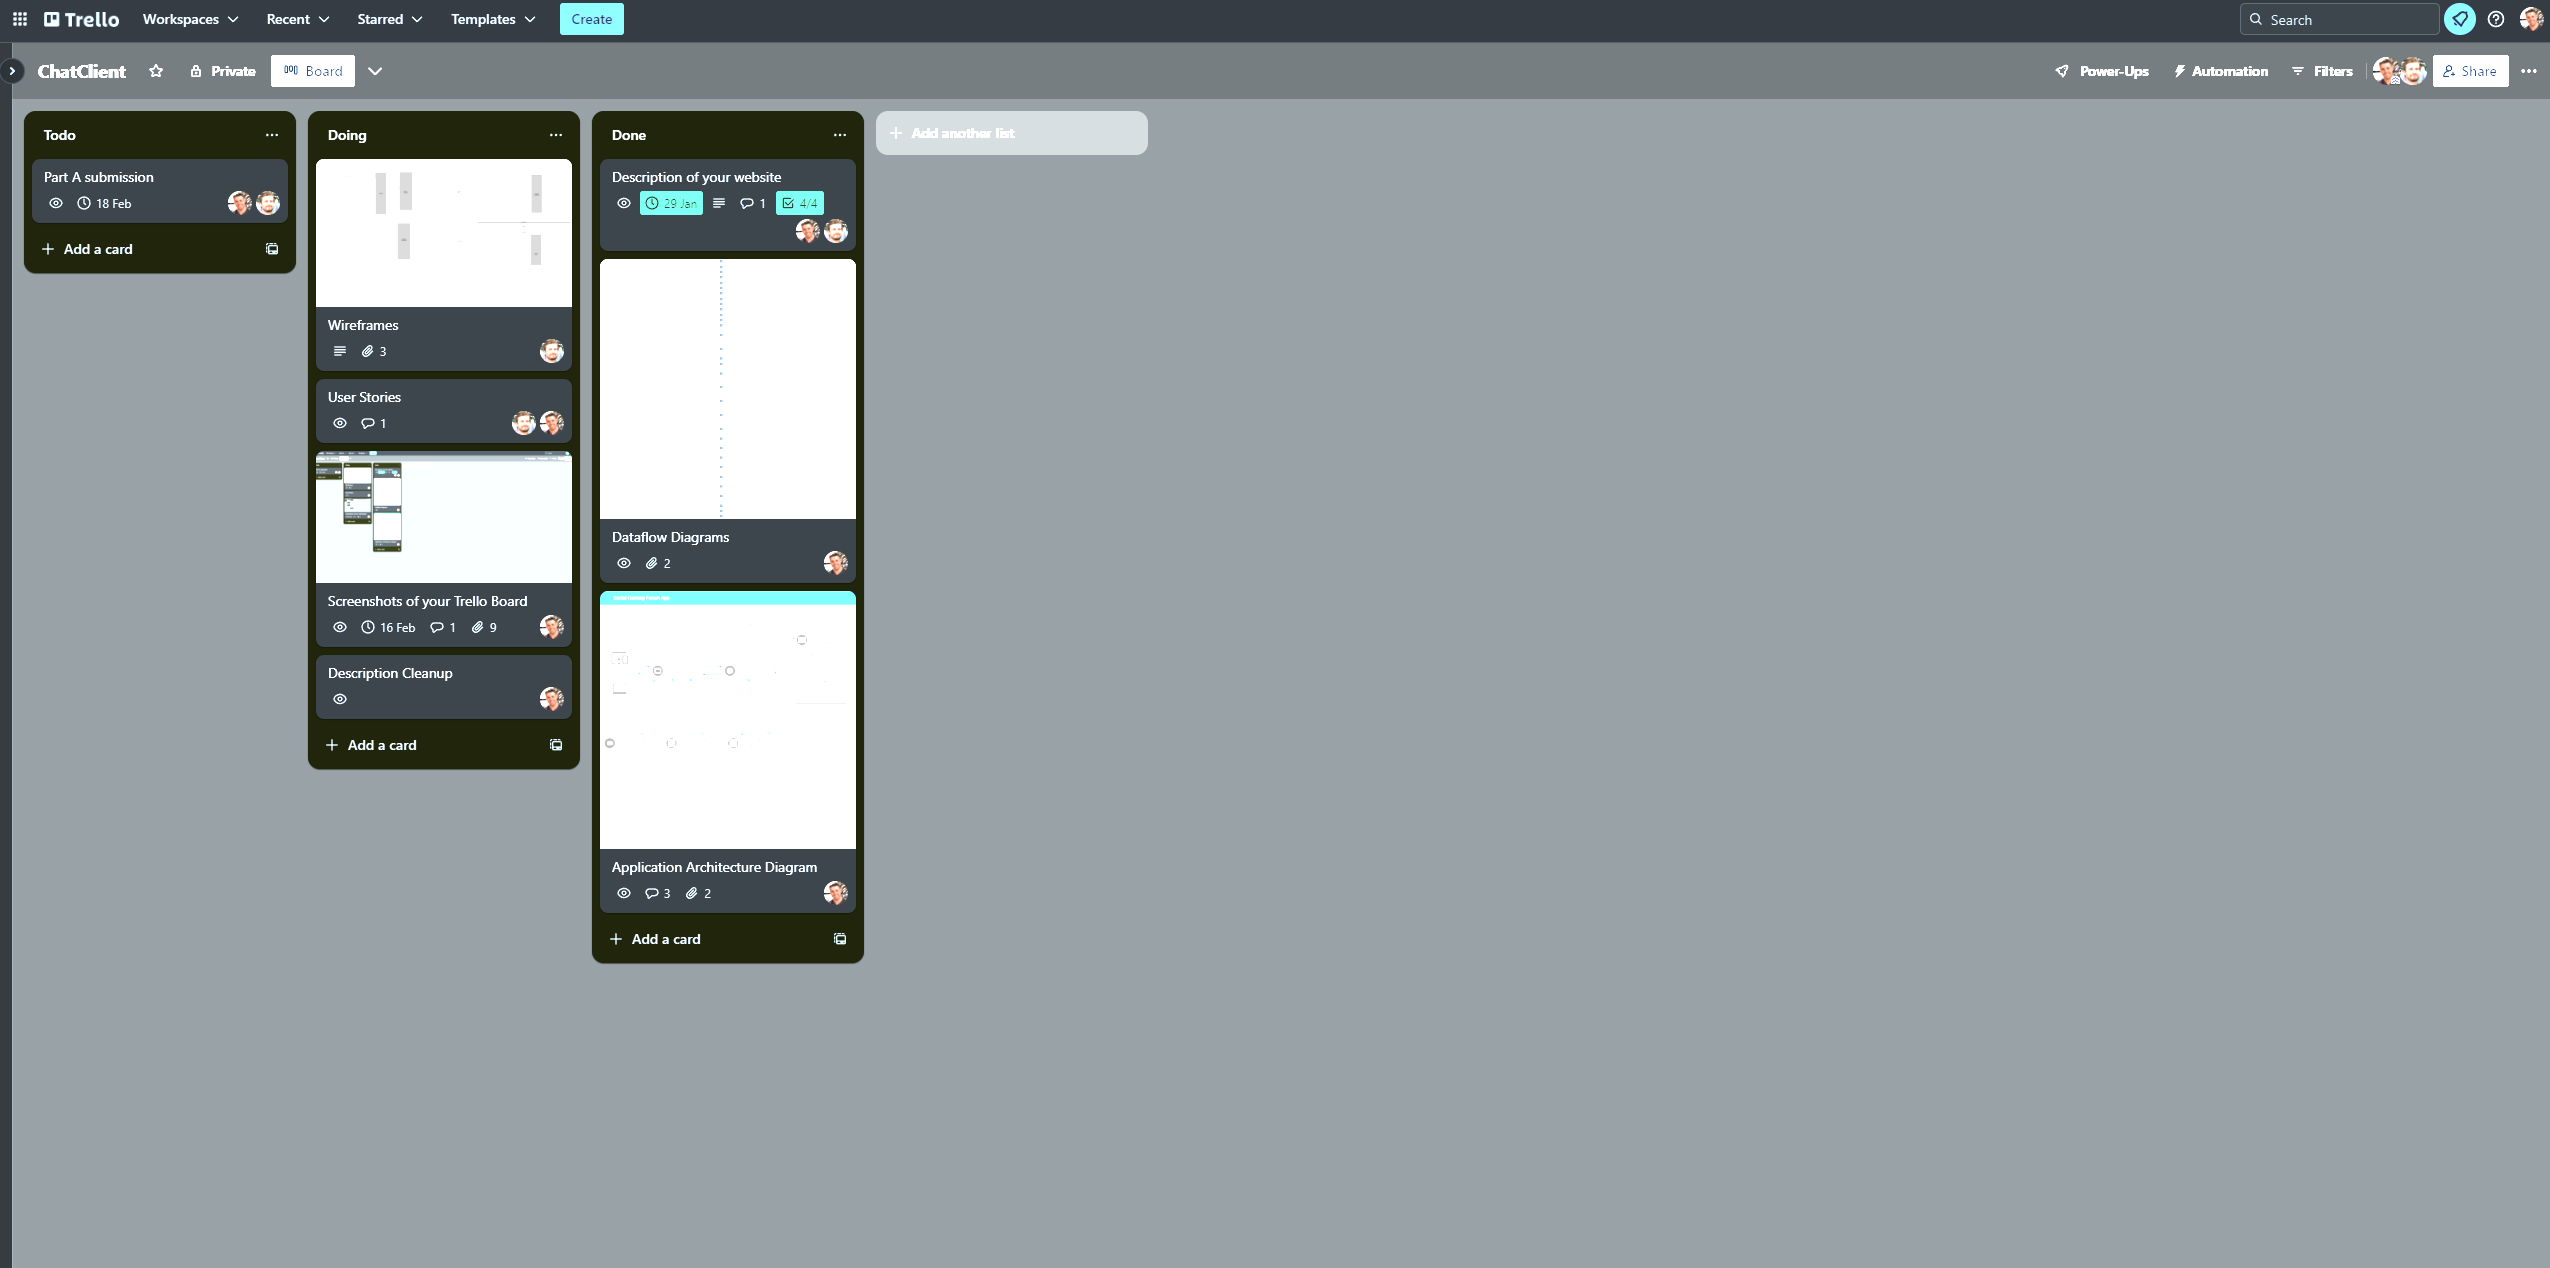 Trello Workspaces Recent Starred Templates Create Search
ChatClient Private Board Power-Ups Automation Filters Share
Todo
Part A submission
18 Feb
Add a card
Doing
Wireframes
3
User Stories
1
Screenshots of your Trello Board
16 Feb 1 9
Description Cleanup
Add a card
Done
Description of your website
29 Jan 1 4/4
Dataflow Diagrams
2
Application Architecture Diagram
3 2
Add a card
Add another list